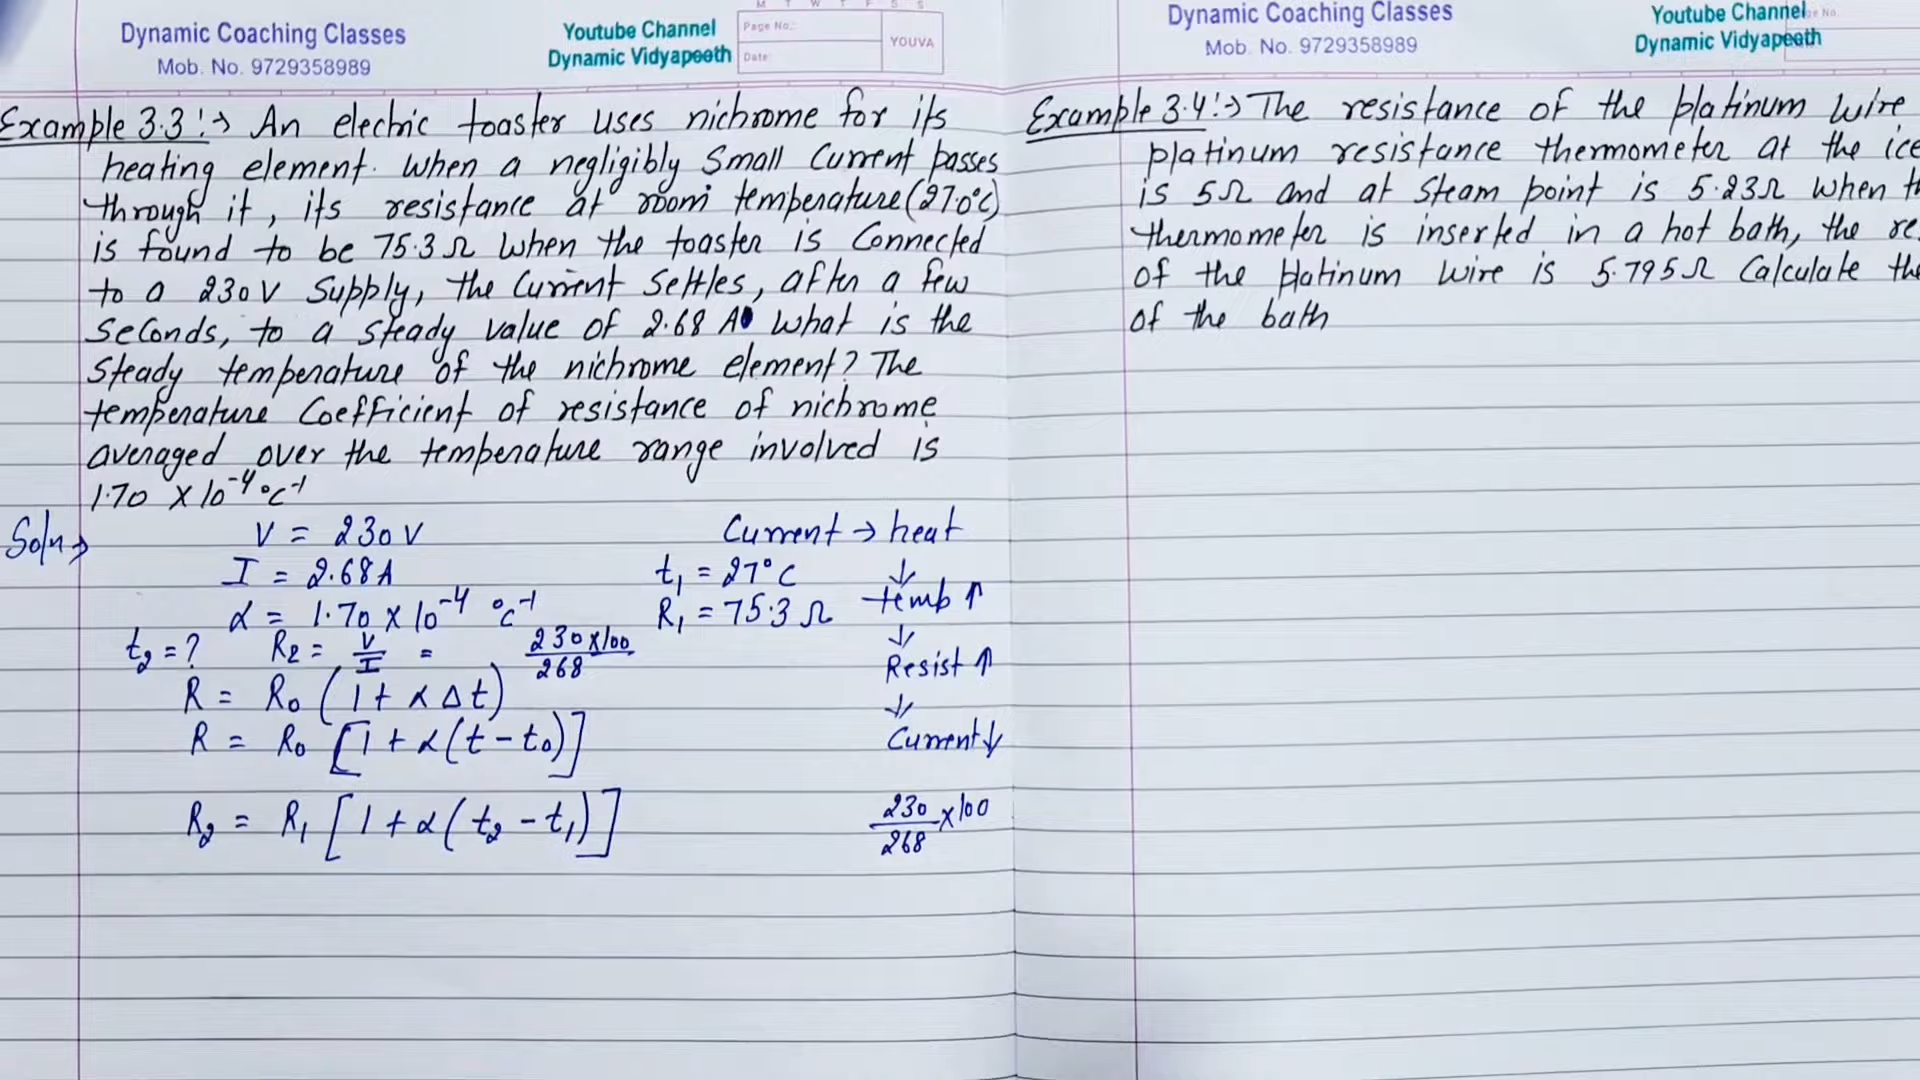 Dynamic Coaching Classes
Mob. No. 9729358989
Youtube Channel
Dynamic Vidyapeeth
M T W T F S S
Page No.:
Date:
YOUVA
Example 3.3 :→ An electric toaster uses nichrome for its
heating element. When a negligibly Small Current passes
through it, its resistance at room temperature (27.0°C)
is found to be 75.3 Ω When the toaster is Connected
to a 230 V Supply, the Current Settles, after a few
Seconds, to a steady value of 2.68 A What is the
Steady temperature of the nichrome element? The
temperature Coefficient of resistance of nichrome
averaged over the temperature range involved is
1.70 × 10⁻⁴ °C⁻¹
Soln →
V = 230 V
I = 2.68 A
α = 1.70 × 10⁻⁴ °C⁻¹
t₂ = ? R₂ = V/I = 230×100/268
R = R₀ (1 + α Δt)
R = R₀ [1 + α(t - t₀)]
R₂ = R₁ [1 + α(t₂ - t₁)]
Current → heat
t₁ = 27°C ↓
R₁ = 75.3 Ω temp ↑
↓
Resist ↑
↓
Current ↓
230/268 × 100
Dynamic Coaching Classes
Mob. No. 9729358989
Youtube Channel
Dynamic Vidyapeeth
Example 3.4 :→ The resistance of the platinum wire
platinum resistance thermometer at the ice
is 5Ω and at Steam point is 5.23Ω When
thermometer is inserted in a hot bath, the
of the platinum wire is 5.795Ω Calculate
of the bath